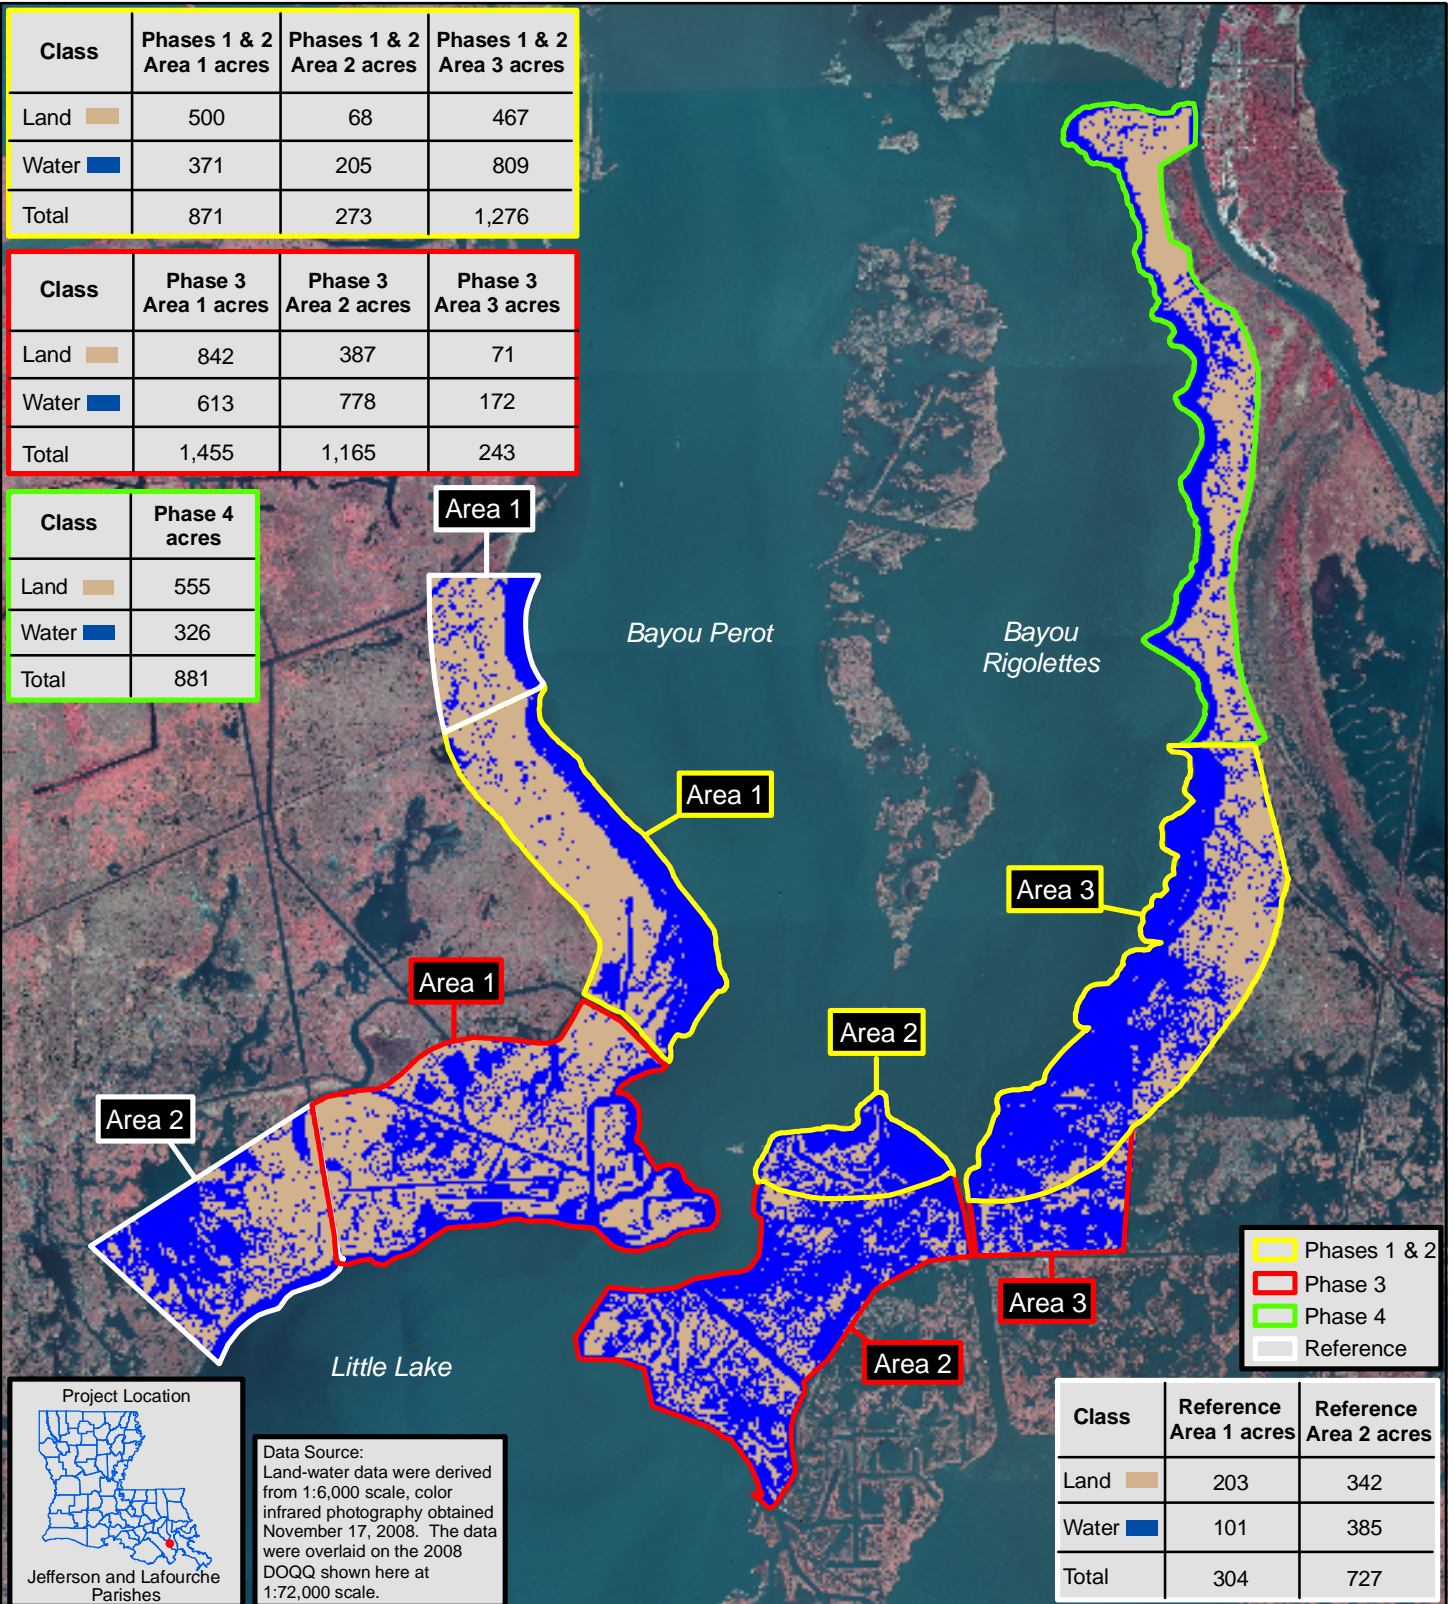 Class Phases 1 & 2 Area 1 acres Phases 1 & 2 Area 2 acres Phases 1 & 2 Area 3 acres
Land 500 68 467
Water 371 205 809
Total 871 273 1,276
Class Phase 3 Area 1 acres Phase 3 Area 2 acres Phase 3 Area 3 acres
Land 842 387 71
Water 613 778 172
Total 1,455 1,165 243
Class Phase 4 acres
Land 555
Water 326
Total 881
Area 1
Bayou Perot
Bayou
Rigolettes
Area 1
Area 3
Area 1
Area 2
Area 2
Area 3
Area 2
Little Lake
Phases 1 & 2
Phase 3
Phase 4
Reference
Project Location
Jefferson and Lafourche
Parishes
Data Source:
Land-water data were derived
from 1:6,000 scale, color
infrared photography obtained
November 17, 2008. The data
were overlaid on the 2008
DOQQ shown here at
1:72,000 scale.
Class Reference Area 1 acres Reference Area 2 acres
Land 203 342
Water 101 385
Total 304 727